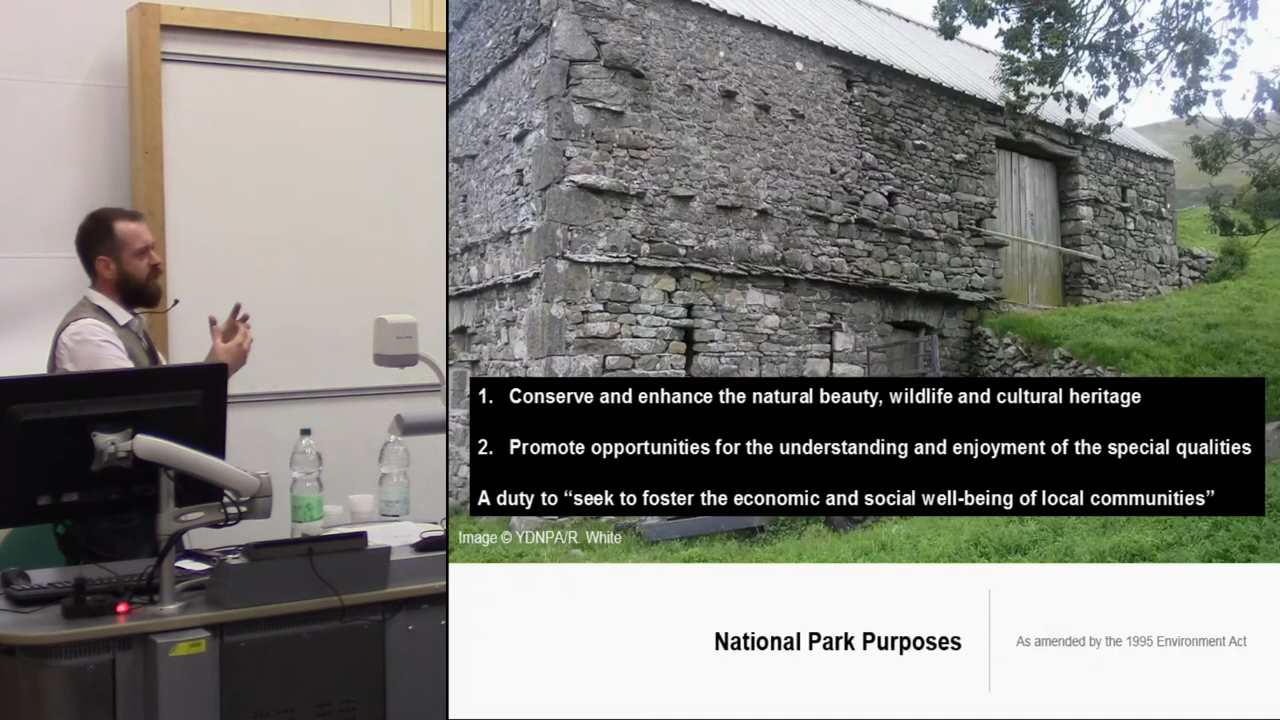 1. Conserve and enhance the natural beauty, wildlife and cultural heritage
2. Promote opportunities for the understanding and enjoyment of the special qualities
A duty to “seek to foster the economic and social well-being of local communities”
Image © YDNPA/R. White
National Park Purposes
As amended by the 1995 Environment Act